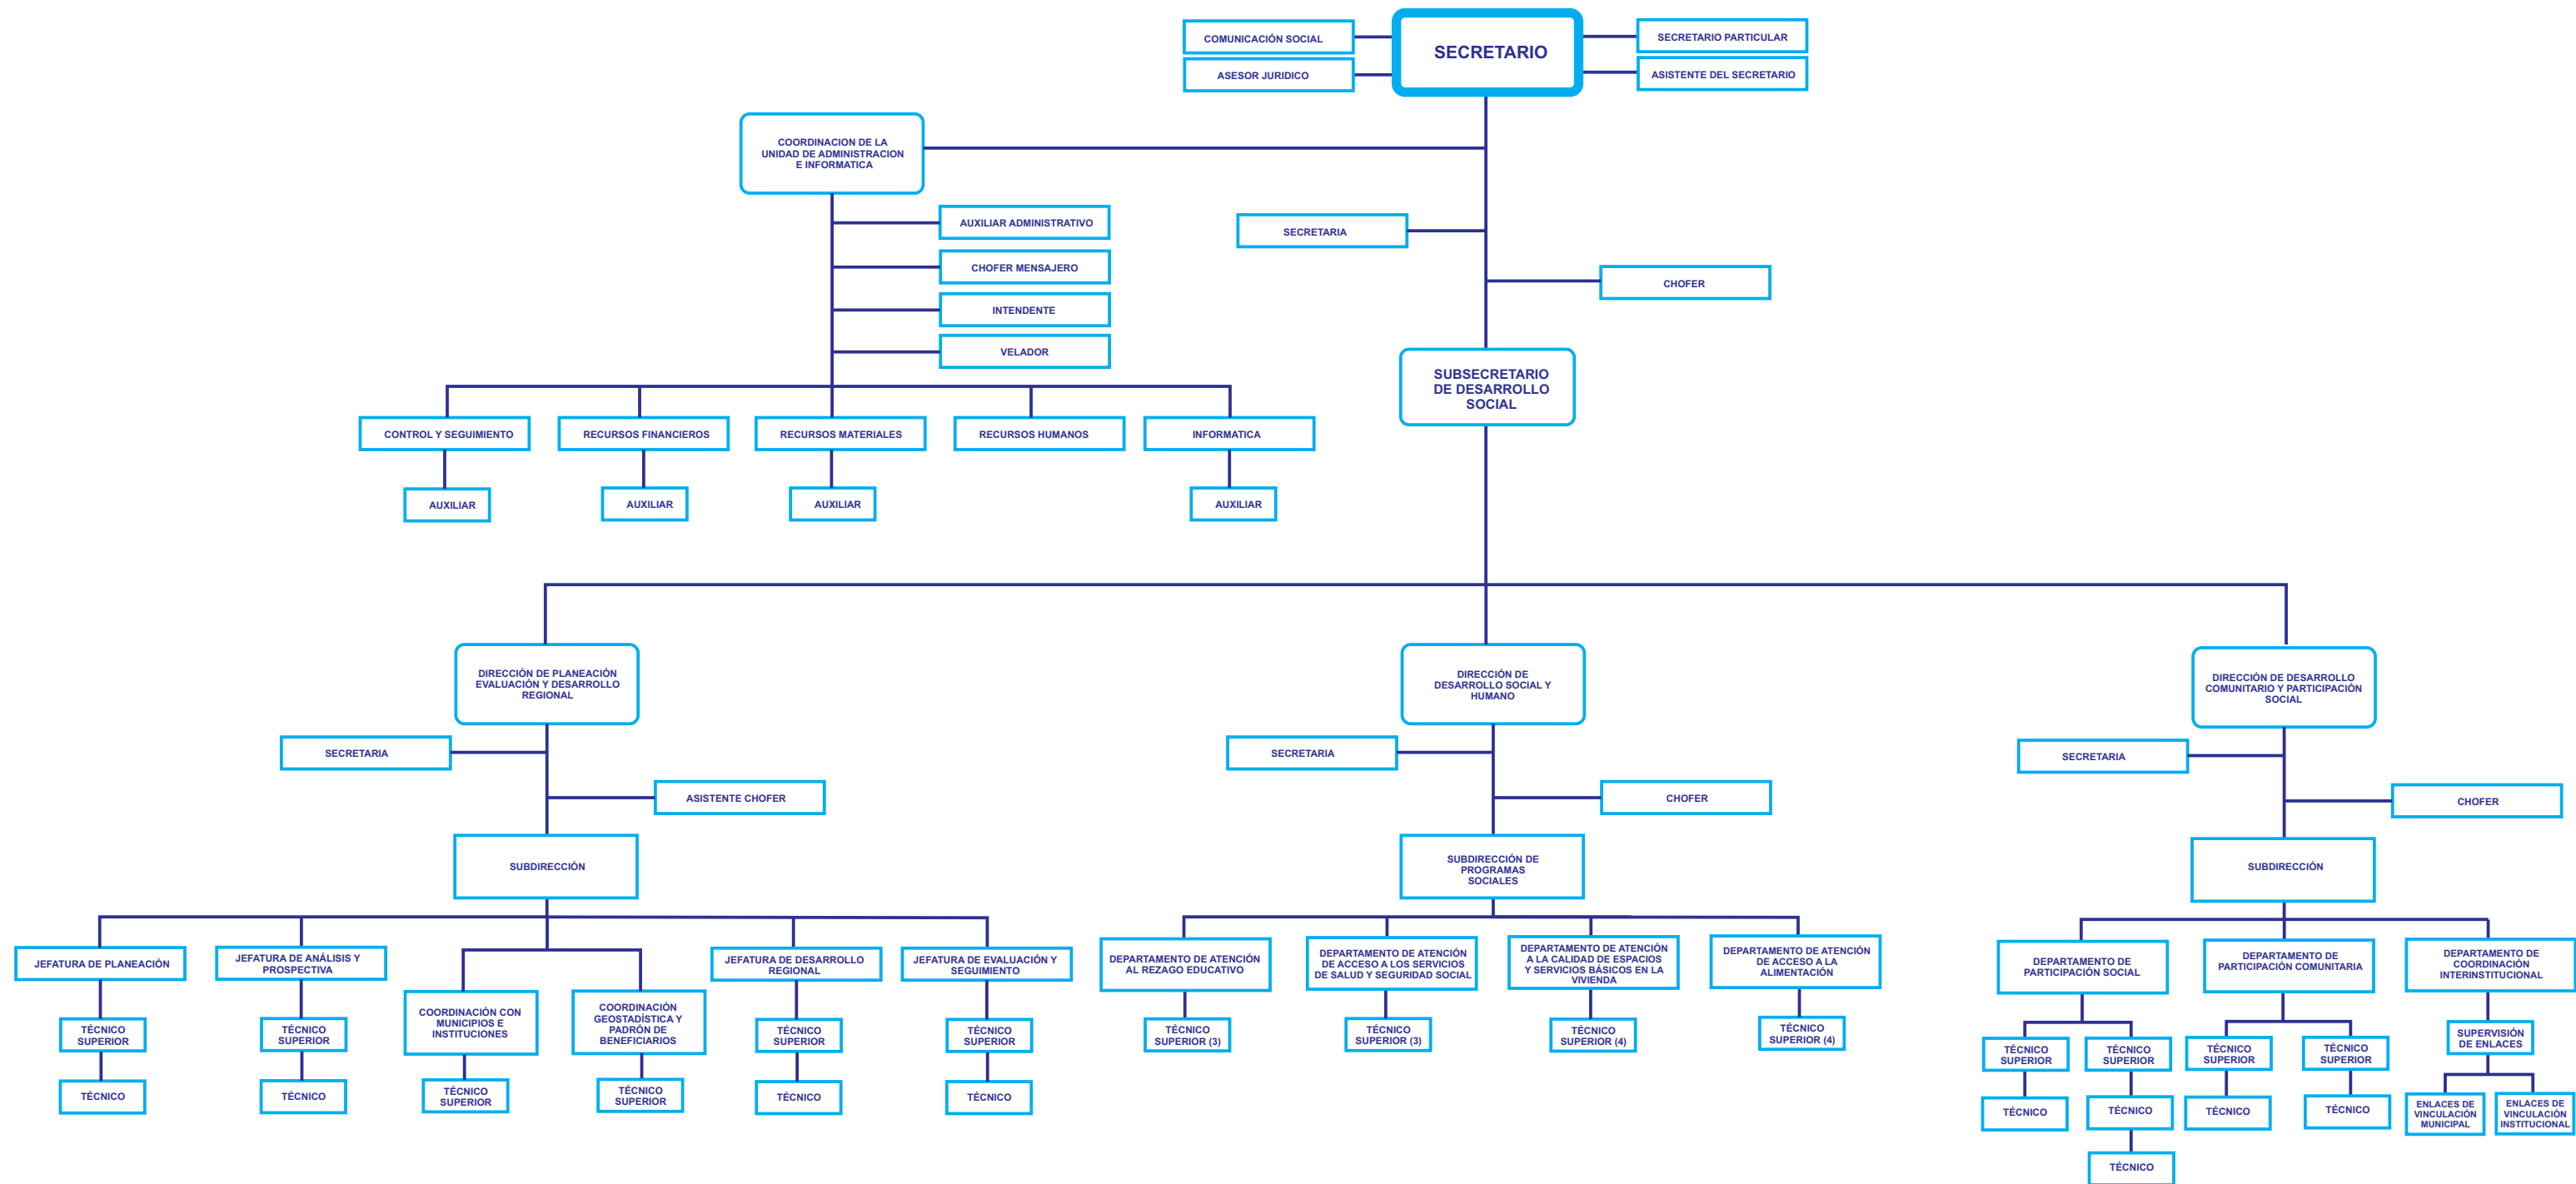 COMUNICACIÓN SOCIAL
ASESOR JURIDICO
SECRETARIO
SECRETARIO PARTICULAR
ASISTENTE DEL SECRETARIO
COORDINACION DE LA
UNIDAD DE ADMINISTRACION
E INFORMATICA
AUXILIAR ADMINISTRATIVO
CHOFER MENSAJERO
INTENDENTE
VELADOR
SECRETARIA
CHOFER
SUBSECRETARIO
DE DESARROLLO
SOCIAL
CONTROL Y SEGUIMIENTO
RECURSOS FINANCIEROS
RECURSOS MATERIALES
RECURSOS HUMANOS
INFORMATICA
AUXILIAR
AUXILIAR
AUXILIAR
AUXILIAR
DIRECCIÓN DE PLANEACIÓN
EVALUACIÓN Y DESARROLLO
REGIONAL
SECRETARIA
ASISTENTE CHOFER
SUBDIRECCIÓN
JEFATURA DE PLANEACIÓN
JEFATURA DE ANÁLISIS Y
PROSPECTIVA
COORDINACIÓN CON
MUNICIPIOS E
INSTITUCIONES
COORDINACIÓN
GEOSTADÍSTICA Y
PADRÓN DE
BENEFICIARIOS
JEFATURA DE DESARROLLO
REGIONAL
JEFATURA DE EVALUACIÓN Y
SEGUIMIENTO
TÉCNICO
SUPERIOR
TÉCNICO
SUPERIOR
TÉCNICO
SUPERIOR
TÉCNICO
SUPERIOR
TÉCNICO
TÉCNICO
TÉCNICO
SUPERIOR
TÉCNICO
SUPERIOR
TÉCNICO
TÉCNICO
DIRECCIÓN DE
DESARROLLO SOCIAL Y
HUMANO
SECRETARIA
CHOFER
SUBDIRECCIÓN DE
PROGRAMAS
SOCIALES
DEPARTAMENTO DE ATENCIÓN
AL REZAGO EDUCATIVO
DEPARTAMENTO DE ATENCIÓN
DE ACCESO A LOS SERVICIOS
DE SALUD Y SEGURIDAD SOCIAL
DEPARTAMENTO DE ATENCIÓN
A LA CALIDAD DE ESPACIOS
Y SERVICIOS BÁSICOS EN LA
VIVIENDA
DEPARTAMENTO DE ATENCIÓN
DE ACCESO A LA
ALIMENTACIÓN
TÉCNICO
SUPERIOR (3)
TÉCNICO
SUPERIOR (3)
TÉCNICO
SUPERIOR (4)
TÉCNICO
SUPERIOR (4)
DIRECCIÓN DE DESARROLLO
COMUNITARIO Y PARTICIPACIÓN
SOCIAL
SECRETARIA
CHOFER
SUBDIRECCIÓN
DEPARTAMENTO DE
PARTICIPACIÓN SOCIAL
DEPARTAMENTO DE
PARTICIPACIÓN COMUNITARIA
DEPARTAMENTO DE
COORDINACIÓN
INTERINSTITUCIONAL
TÉCNICO
SUPERIOR
TÉCNICO
SUPERIOR
TÉCNICO
SUPERIOR
TÉCNICO
SUPERIOR
SUPERVISIÓN
DE ENLACES
TÉCNICO
TÉCNICO
TÉCNICO
TÉCNICO
ENLACES DE
VINCULACIÓN
MUNICIPAL
ENLACES DE
VINCULACIÓN
INSTITUCIONAL
TÉCNICO